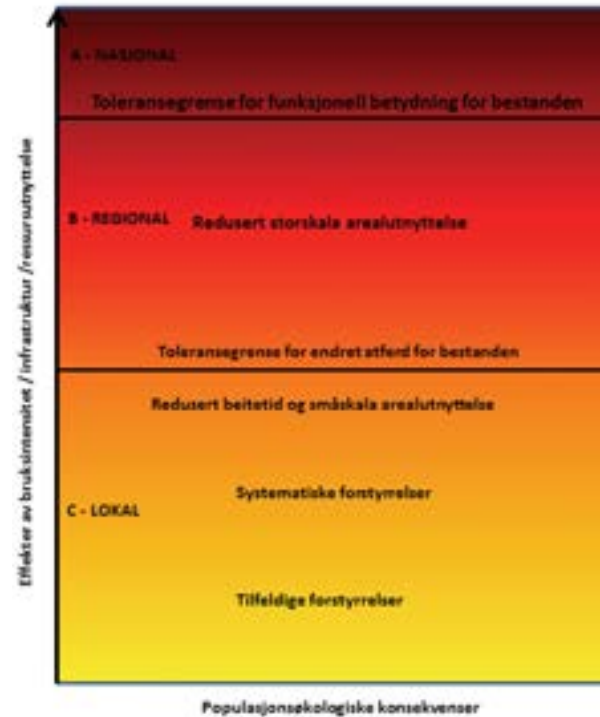 A - NASJONAL
Toleransegrense for funksjonell betydning for bestanden
B - REGIONAL
Redusert storskala arealutnyttelse
Toleransegrense for endret atferd for bestanden
Redusert beitetid og småskala arealutnyttelse
Systematiske forstyrrelser
C - LOKAL
Tilfeldige forstyrrelser
Effekter av bruksintensitet / infrastruktur /ressursutnyttelse
Populasjonsøkologiske konsekvenser